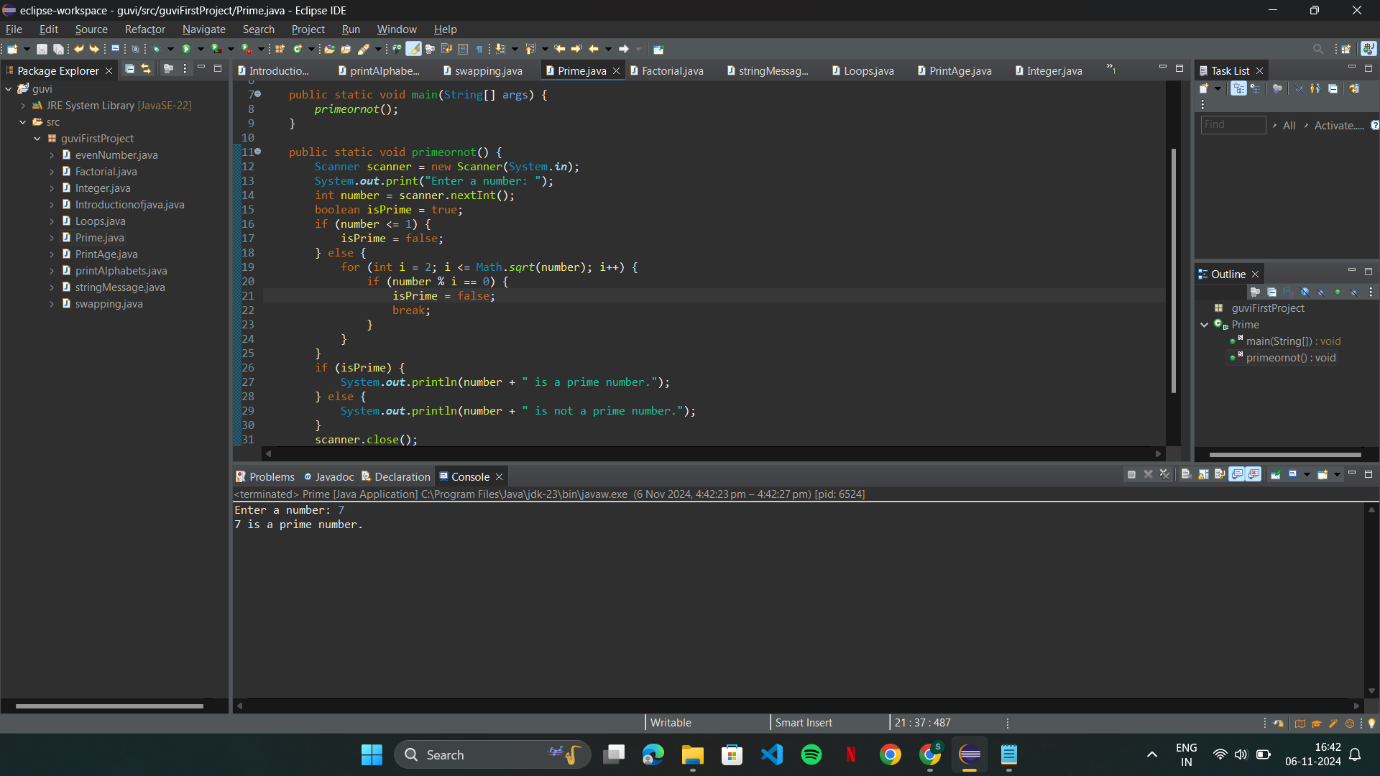 eclipse-workspace - guvi/src/guviFirstProject/Prime.java - Eclipse IDE
File Edit Source Refactor Navigate Search Project Run Window Help
Package Explorer
Introductio... printAlphabe... swapping.java Prime.java Factorial.java stringMessag... Loops.java PrintAge.java Integer.java »1
guvi
JRE System Library [JavaSE-22]
src
guviFirstProject
evenNumber.java
Factorial.java
Integer.java
Introductionofjava.java
Loops.java
Prime.java
PrintAge.java
printAlphabets.java
stringMessage.java
swapping.java
7 public static void main(String[] args) {
8 primeornot();
9 }
10
11 public static void primeornot() {
12 Scanner scanner = new Scanner(System.in);
13 System.out.print("Enter a number: ");
14 int number = scanner.nextInt();
15 boolean isPrime = true;
16 if (number <= 1) {
17 isPrime = false;
18 } else {
19 for (int i = 2; i <= Math.sqrt(number); i++) {
20 if (number % i == 0) {
21 isPrime = false;
22 break;
23 }
24 }
25 }
26 if (isPrime) {
27 System.out.println(number + " is a prime number.");
28 } else {
29 System.out.println(number + " is not a prime number.");
30 }
31 scanner.close();
Task List
Find All Activate.....
Outline
guviFirstProject
Prime
main(String[]) : void
primeornot() : void
Problems Javadoc Declaration Console
<terminated> Prime [Java Application] C:\Program Files\Java\jdk-23\bin\javaw.exe (6 Nov 2024, 4:42:23 pm – 4:42:27 pm) [pid: 6524]
Enter a number: 7
7 is a prime number.
Writable Smart Insert 21 : 37 : 487
Search
ENG
IN
16:42
06-11-2024